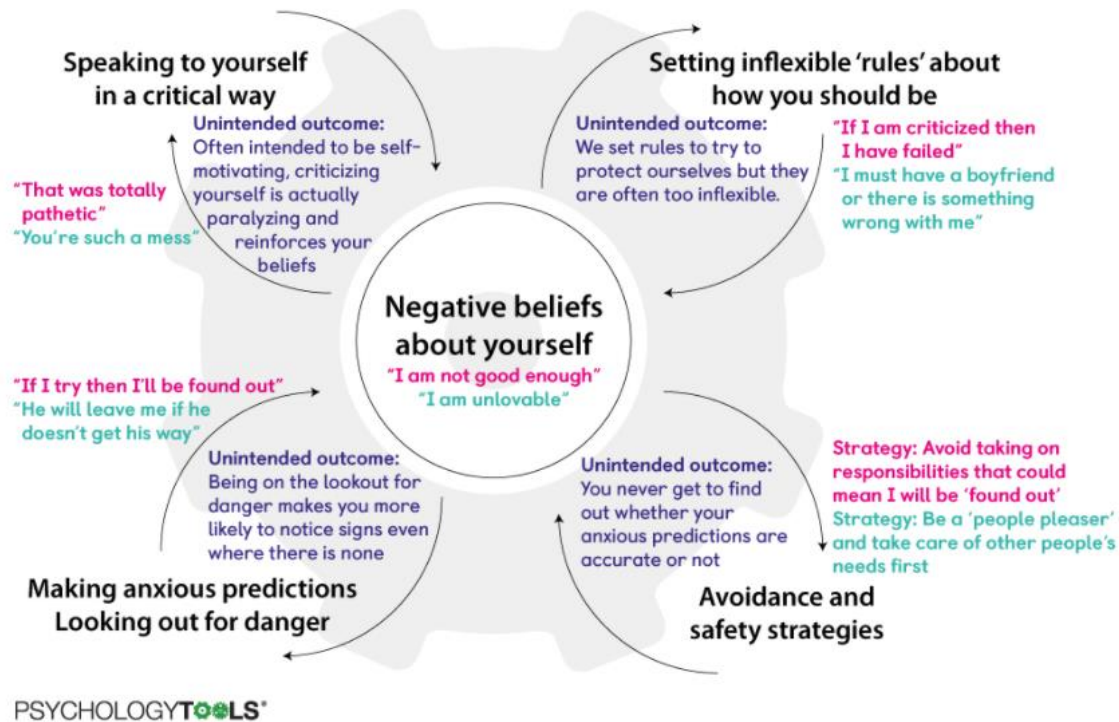 Speaking to yourself
in a critical way
Unintended outcome:
Often intended to be self-
motivating, criticizing
yourself is actually
paralyzing and
reinforces your
beliefs
"That was totally
pathetic"
"You're such a mess"
Setting inflexible 'rules' about
how you should be
Unintended outcome:
We set rules to try to
protect ourselves but they
are often too inflexible.
"If I am criticized then
I have failed"
"I must have a boyfriend
or there is something
wrong with me"
Negative beliefs
about yourself
"I am not good enough"
"I am unlovable"
"If I try then I'll be found out"
"He will leave me if he
doesn't get his way"
Unintended outcome:
Being on the lookout for
danger makes you more
likely to notice signs even
where there is none
Making anxious predictions
Looking out for danger
Unintended outcome:
You never get to find
out whether your
anxious predictions are
accurate or not
Strategy: Avoid taking on
responsibilities that could
mean I will be 'found out'
Strategy: Be a 'people pleaser'
and take care of other people's
needs first
Avoidance and
safety strategies
PSYCHOLOGYTOOLS®